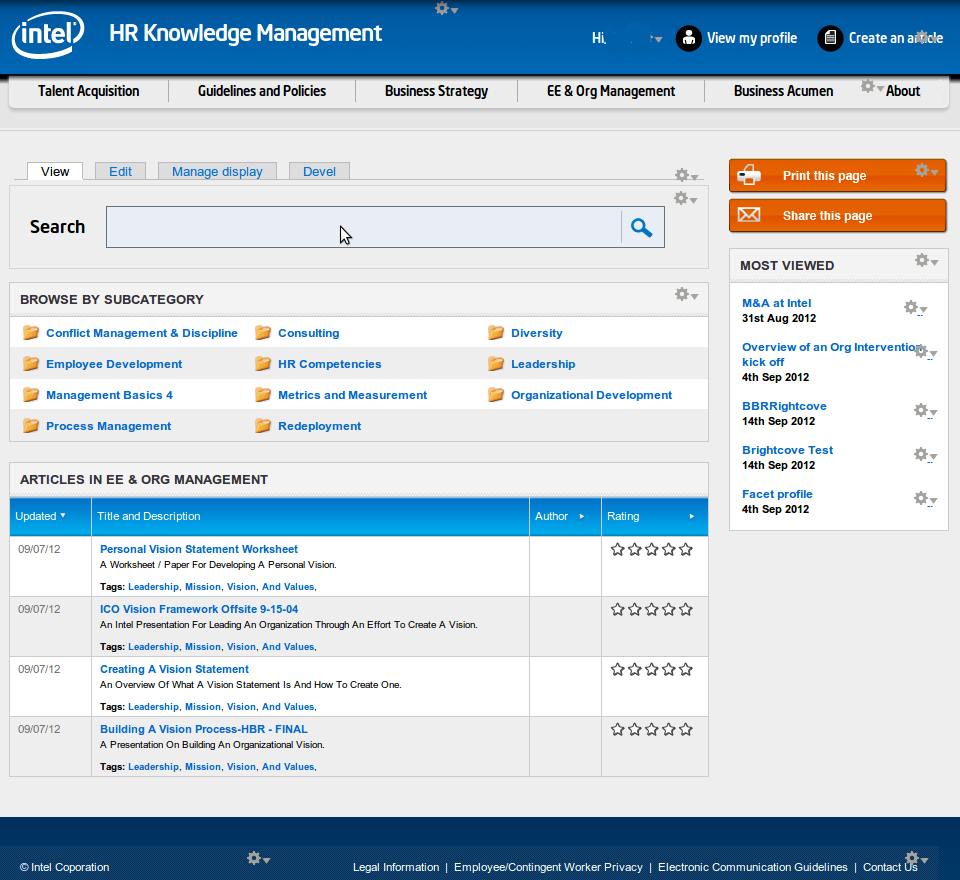 intel
HR Knowledge Management
Hi,
View my profile
Create an article
Talent Acquisition
Guidelines and Policies
Business Strategy
EE & Org Management
Business Acumen
About
View
Edit
Manage display
Devel
Search
Print this page
Share this page
MOST VIEWED
M&A at Intel
31st Aug 2012
Overview of an Org Intervention
kick off
4th Sep 2012
BBRRightcove
14th Sep 2012
Brightcove Test
14th Sep 2012
Facet profile
4th Sep 2012
BROWSE BY SUBCATEGORY
Conflict Management & Discipline
Consulting
Diversity
Employee Development
HR Competencies
Leadership
Management Basics 4
Metrics and Measurement
Organizational Development
Process Management
Redeployment
ARTICLES IN EE & ORG MANAGEMENT
Updated
Title and Description
Author
Rating
09/07/12
Personal Vision Statement Worksheet
A Worksheet / Paper For Developing A Personal Vision.
Tags: Leadership, Mission, Vision, And Values,
09/07/12
ICO Vision Framework Offsite 9-15-04
An Intel Presentation For Leading An Organization Through An Effort To Create A Vision.
Tags: Leadership, Mission, Vision, And Values,
09/07/12
Creating A Vision Statement
An Overview Of What A Vision Statement Is And How To Create One.
Tags: Leadership, Mission, Vision, And Values,
09/07/12
Building A Vision Process-HBR - FINAL
A Presentation On Building An Organizational Vision.
Tags: Leadership, Mission, Vision, And Values,
© Intel Coporation
Legal Information | Employee/Contingent Worker Privacy | Electronic Communication Guidelines | Contact Us